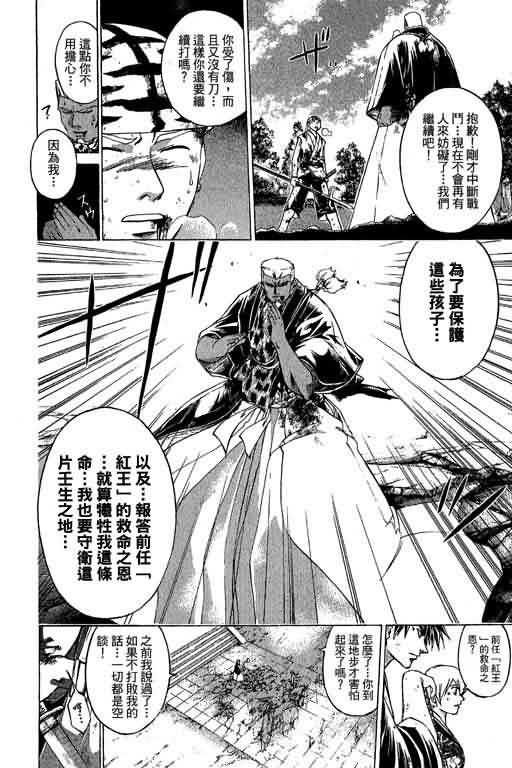 抱歉！剛才中斷戰
鬥…現在不會再有
人來妨礙了…我們
繼續吧！
你受了傷，而
且又沒有刀…
這樣你還要繼
續打嗎？
這點你不
用擔心…
因為我…
為了要保護
這些孩子…
以及…報答前任「
紅王」的救命之恩
…就算犧牲我這條
命…我也要守衛這
片壬生之地…
前任「紅王
」的救命之
恩？
怎麼了…你到
這地步才害怕
起來了嗎？
之前我說過了…
如果不打敗我的
話…一切都是空
談！